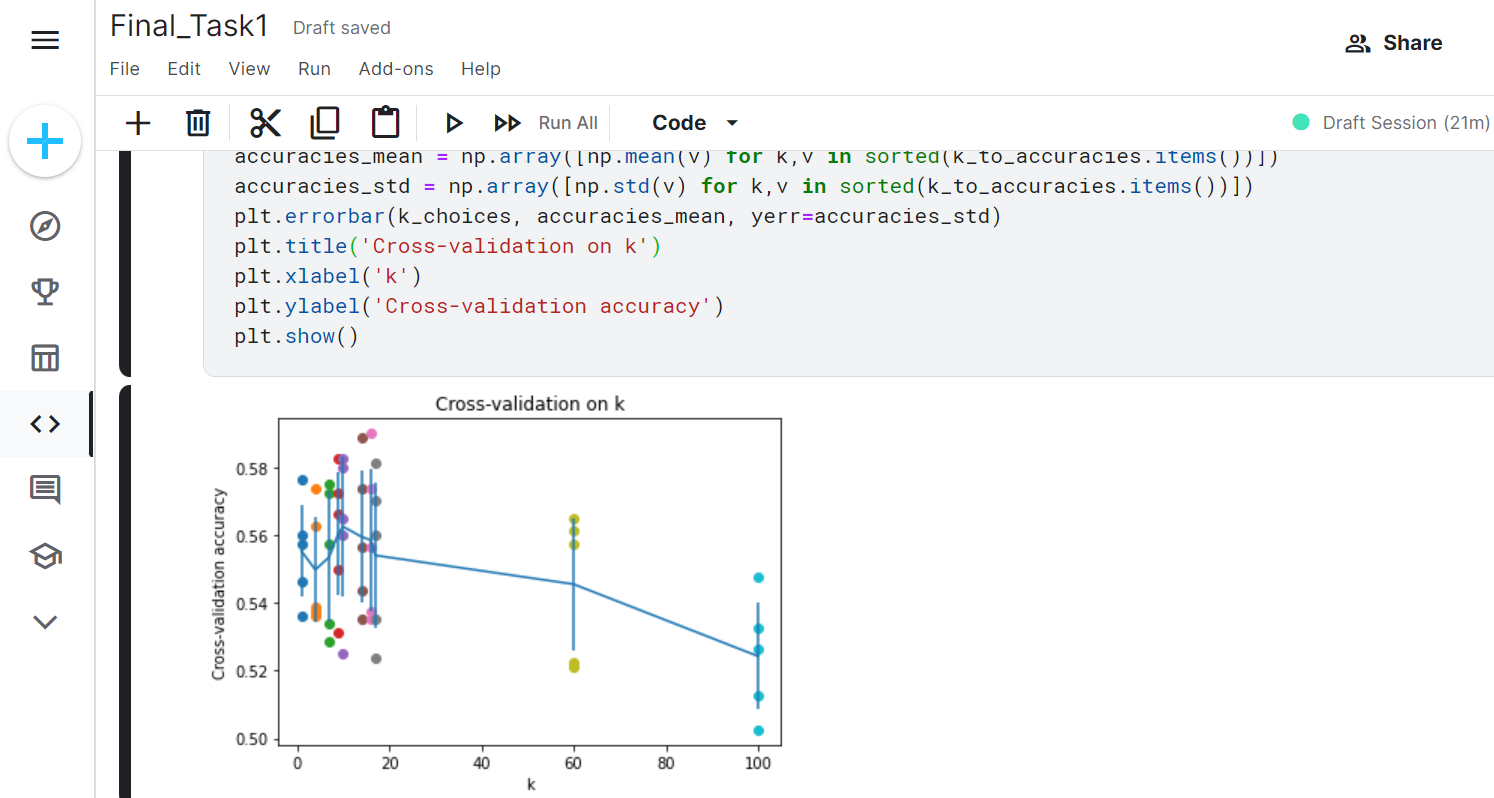 Final_Task1 Draft saved
Share
File Edit View Run Add-ons Help
Run All Code Draft Session (21m)
accuracies_mean = np.array([np.mean(v) for k,v in sorted(k_to_accuracies.items())])
accuracies_std = np.array([np.std(v) for k,v in sorted(k_to_accuracies.items())])
plt.errorbar(k_choices, accuracies_mean, yerr=accuracies_std)
plt.title('Cross-validation on k')
plt.xlabel('k')
plt.ylabel('Cross-validation accuracy')
plt.show()
Cross-validation on k
Cross-validation accuracy
0.58
0.56
0.54
0.52
0.50
0 20 40 60 80 100
k